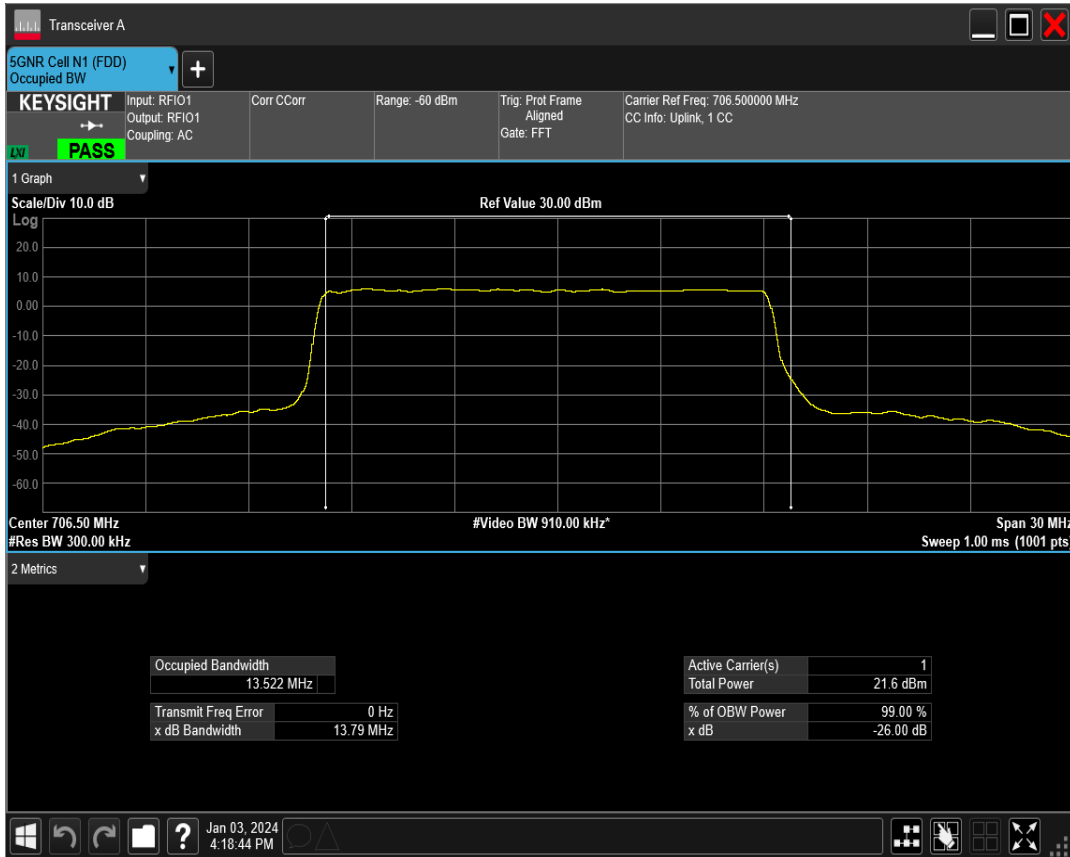 Transceiver A
5GNR Cell N1 (FDD)
Occupied BW
+
KEYSIGHT
LXI
PASS
Input: RFIO1
Output: RFIO1
Coupling: AC
Corr CCorr
Range: -60 dBm
Trig: Prot Frame
Aligned
Gate: FFT
Carrier Ref Freq: 706.500000 MHz
CC Info: Uplink, 1 CC
1 Graph
Scale/Div 10.0 dB
Ref Value 30.00 dBm
Log
20.0
10.0
0.00
-10.0
-20.0
-30.0
-40.0
-50.0
-60.0
Center 706.50 MHz
#Video BW 910.00 kHz*
Span 30 MHz
#Res BW 300.00 kHz
Sweep 1.00 ms (1001 pts)
2 Metrics
Occupied Bandwidth
13.522 MHz
Transmit Freq Error 0 Hz
x dB Bandwidth 13.79 MHz
Active Carrier(s) 1
Total Power 21.6 dBm
% of OBW Power 99.00 %
x dB -26.00 dB
?
Jan 03, 2024
4:18:44 PM